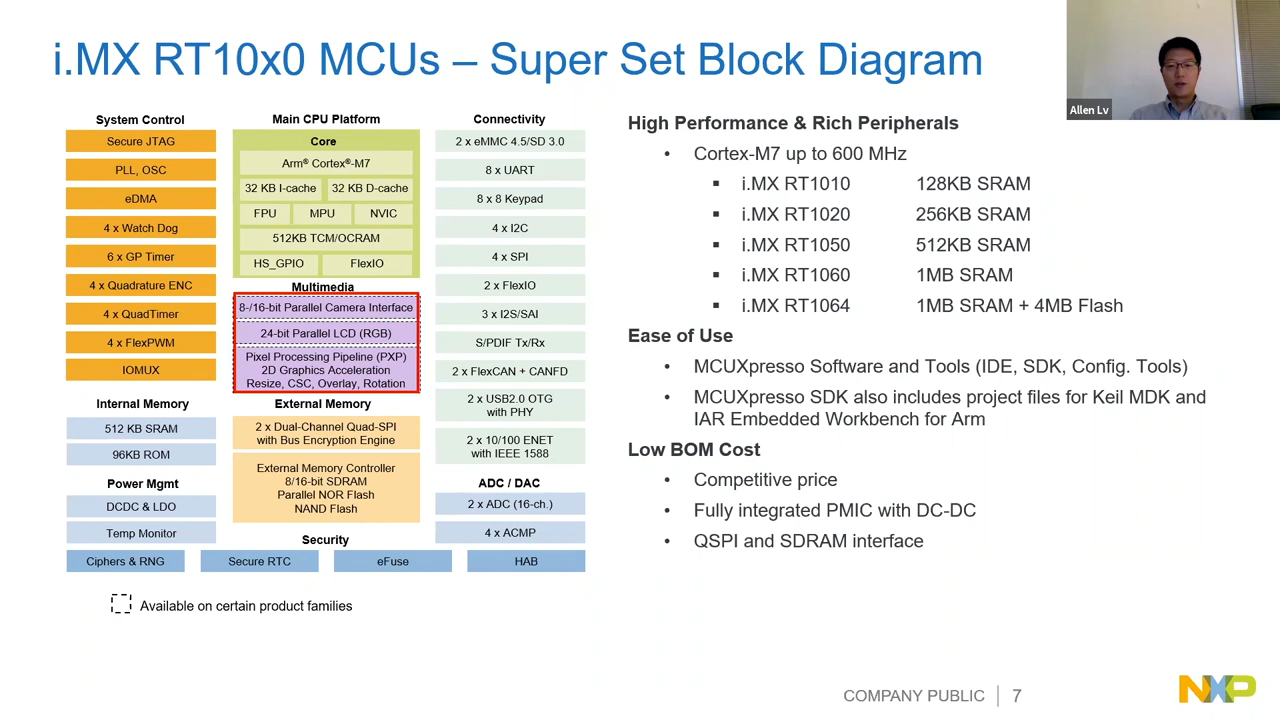 i.MX RT10x0 MCUs – Super Set Block Diagram
Allen Lv
System Control
Secure JTAG
PLL, OSC
eDMA
4 x Watch Dog
6 x GP Timer
4 x Quadrature ENC
4 x QuadTimer
4 x FlexPWM
IOMUX
Internal Memory
512 KB SRAM
96KB ROM
Power Mgmt
DCDC & LDO
Temp Monitor
Main CPU Platform
Core
Arm® Cortex®-M7
32 KB I-cache
32 KB D-cache
FPU
MPU
NVIC
512KB TCM/OCRAM
HS_GPIO
FlexIO
Multimedia
8-/16-bit Parallel Camera Interface
24-bit Parallel LCD (RGB)
Pixel Processing Pipeline (PXP)
2D Graphics Acceleration
Resize, CSC, Overlay, Rotation
External Memory
2 x Dual-Channel Quad-SPI
with Bus Encryption Engine
External Memory Controller
8/16-bit SDRAM
Parallel NOR Flash
NAND Flash
Connectivity
2 x eMMC 4.5/SD 3.0
8 x UART
8 x 8 Keypad
4 x I2C
4 x SPI
2 x FlexIO
3 x I2S/SAI
S/PDIF Tx/Rx
2 x FlexCAN + CANFD
2 x USB2.0 OTG
with PHY
2 x 10/100 ENET
with IEEE 1588
ADC / DAC
2 x ADC (16-ch.)
4 x ACMP
Security
Ciphers & RNG
Secure RTC
eFuse
HAB
Available on certain product families
High Performance & Rich Peripherals
• Cortex-M7 up to 600 MHz
▪ i.MX RT1010 128KB SRAM
▪ i.MX RT1020 256KB SRAM
▪ i.MX RT1050 512KB SRAM
▪ i.MX RT1060 1MB SRAM
▪ i.MX RT1064 1MB SRAM + 4MB Flash
Ease of Use
• MCUXpresso Software and Tools (IDE, SDK, Config. Tools)
• MCUXpresso SDK also includes project files for Keil MDK and
IAR Embedded Workbench for Arm
Low BOM Cost
• Competitive price
• Fully integrated PMIC with DC-DC
• QSPI and SDRAM interface
COMPANY PUBLIC 7
NXP